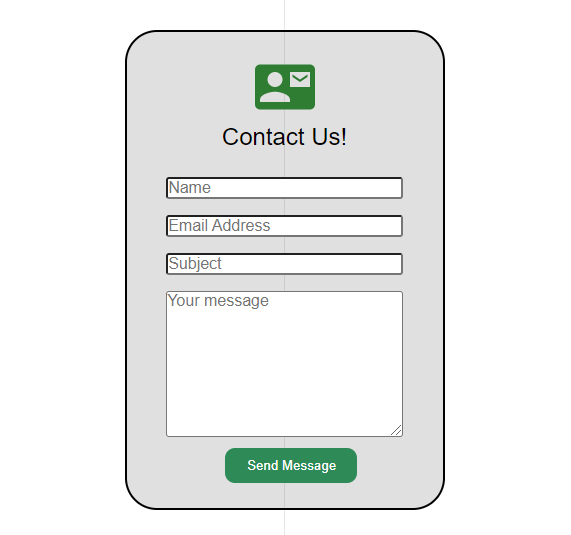 Contact Us!
Name
Email Address
Subject
Your message
Send Message